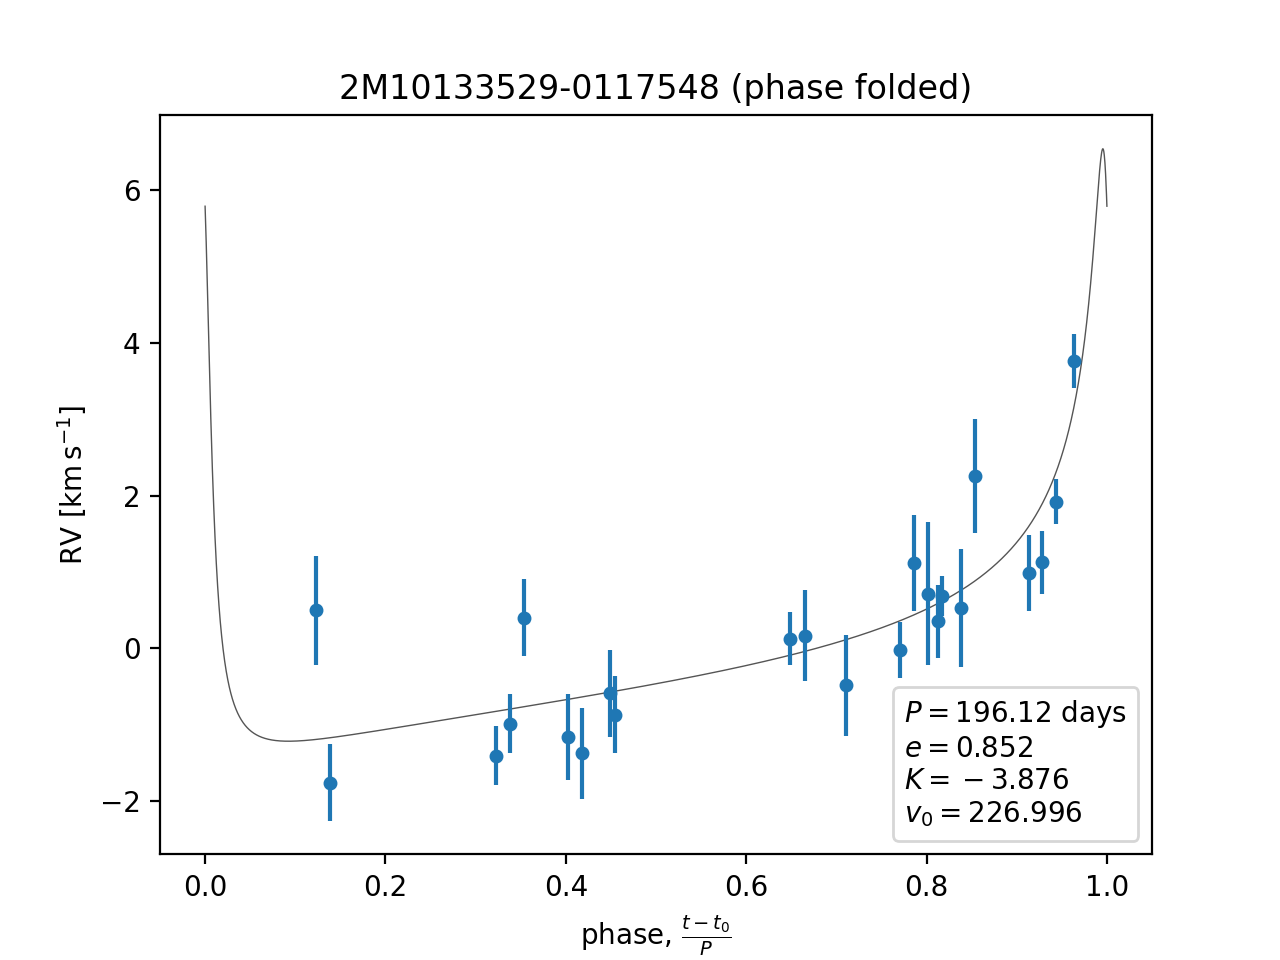 2M10133529-0117548 (phase folded)
RV [km s⁻¹]
6
4
2
0
−2
P = 196.12 days
e = 0.852
K = −3.876
v₀ = 226.996
0.0 0.2 0.4 0.6 0.8 1.0
phase, (t − t₀)/P